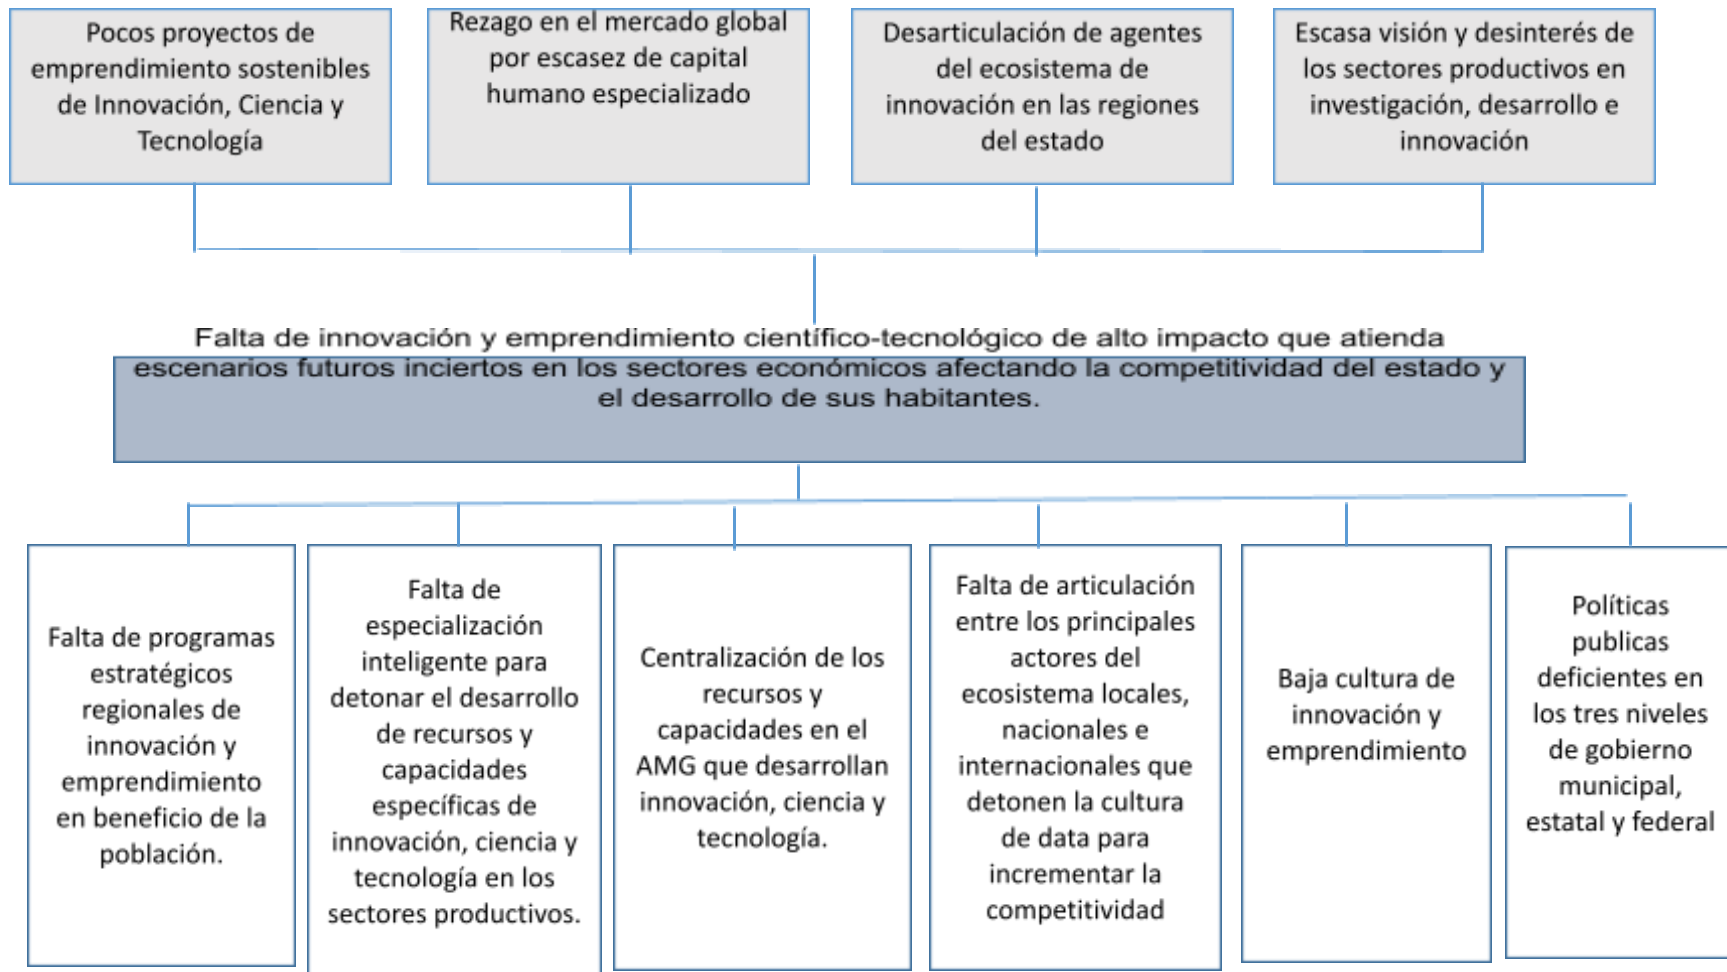 Pocos proyectos de
emprendimiento sostenibles
de Innovación, Ciencia y
Tecnología
Rezago en el mercado global
por escasez de capital
humano especializado
Desarticulación de agentes
del ecosistema de
innovación en las regiones
del estado
Escasa visión y desinterés de
los sectores productivos en
investigación, desarrollo e
innovación
Falta de innovación y emprendimiento científico-tecnológico de alto impacto que atienda
escenarios futuros inciertos en los sectores económicos afectando la competitividad del estado y
el desarrollo de sus habitantes.
Falta de programas
estratégicos
regionales de
innovación y
emprendimiento
en beneficio de la
población.
Falta de
especialización
inteligente para
detonar el desarrollo
de recursos y
capacidades
específicas de
innovación, ciencia y
tecnología en los
sectores productivos.
Centralización de los
recursos y
capacidades en el
AMG que desarrollan
innovación, ciencia y
tecnología.
Falta de articulación
entre los principales
actores del
ecosistema locales,
nacionales e
internacionales que
detonen la cultura
de data para
incrementar la
competitividad
Baja cultura de
innovación y
emprendimiento
Políticas
publicas
deficientes en
los tres niveles
de gobierno
municipal,
estatal y federal